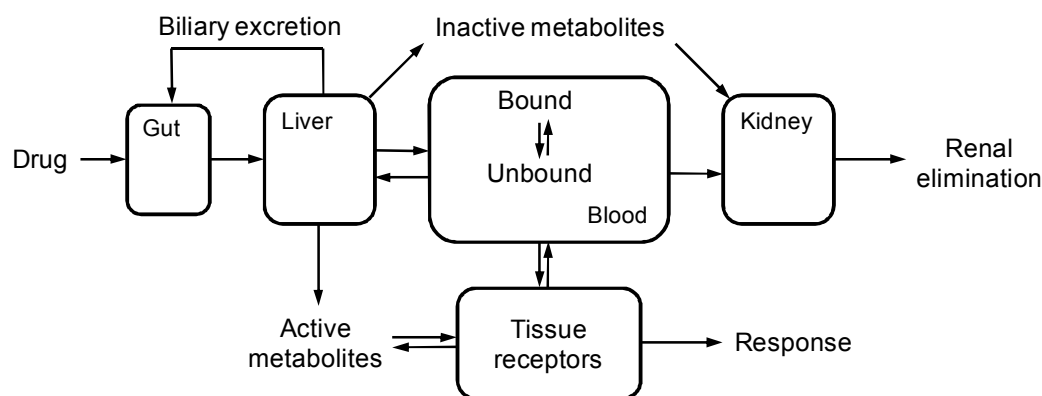 Biliary excretion
Inactive metabolites
Gut
Liver
Bound
Unbound
Blood
Kidney
Drug
Renal
elimination
Active
metabolites
Tissue
receptors
Response